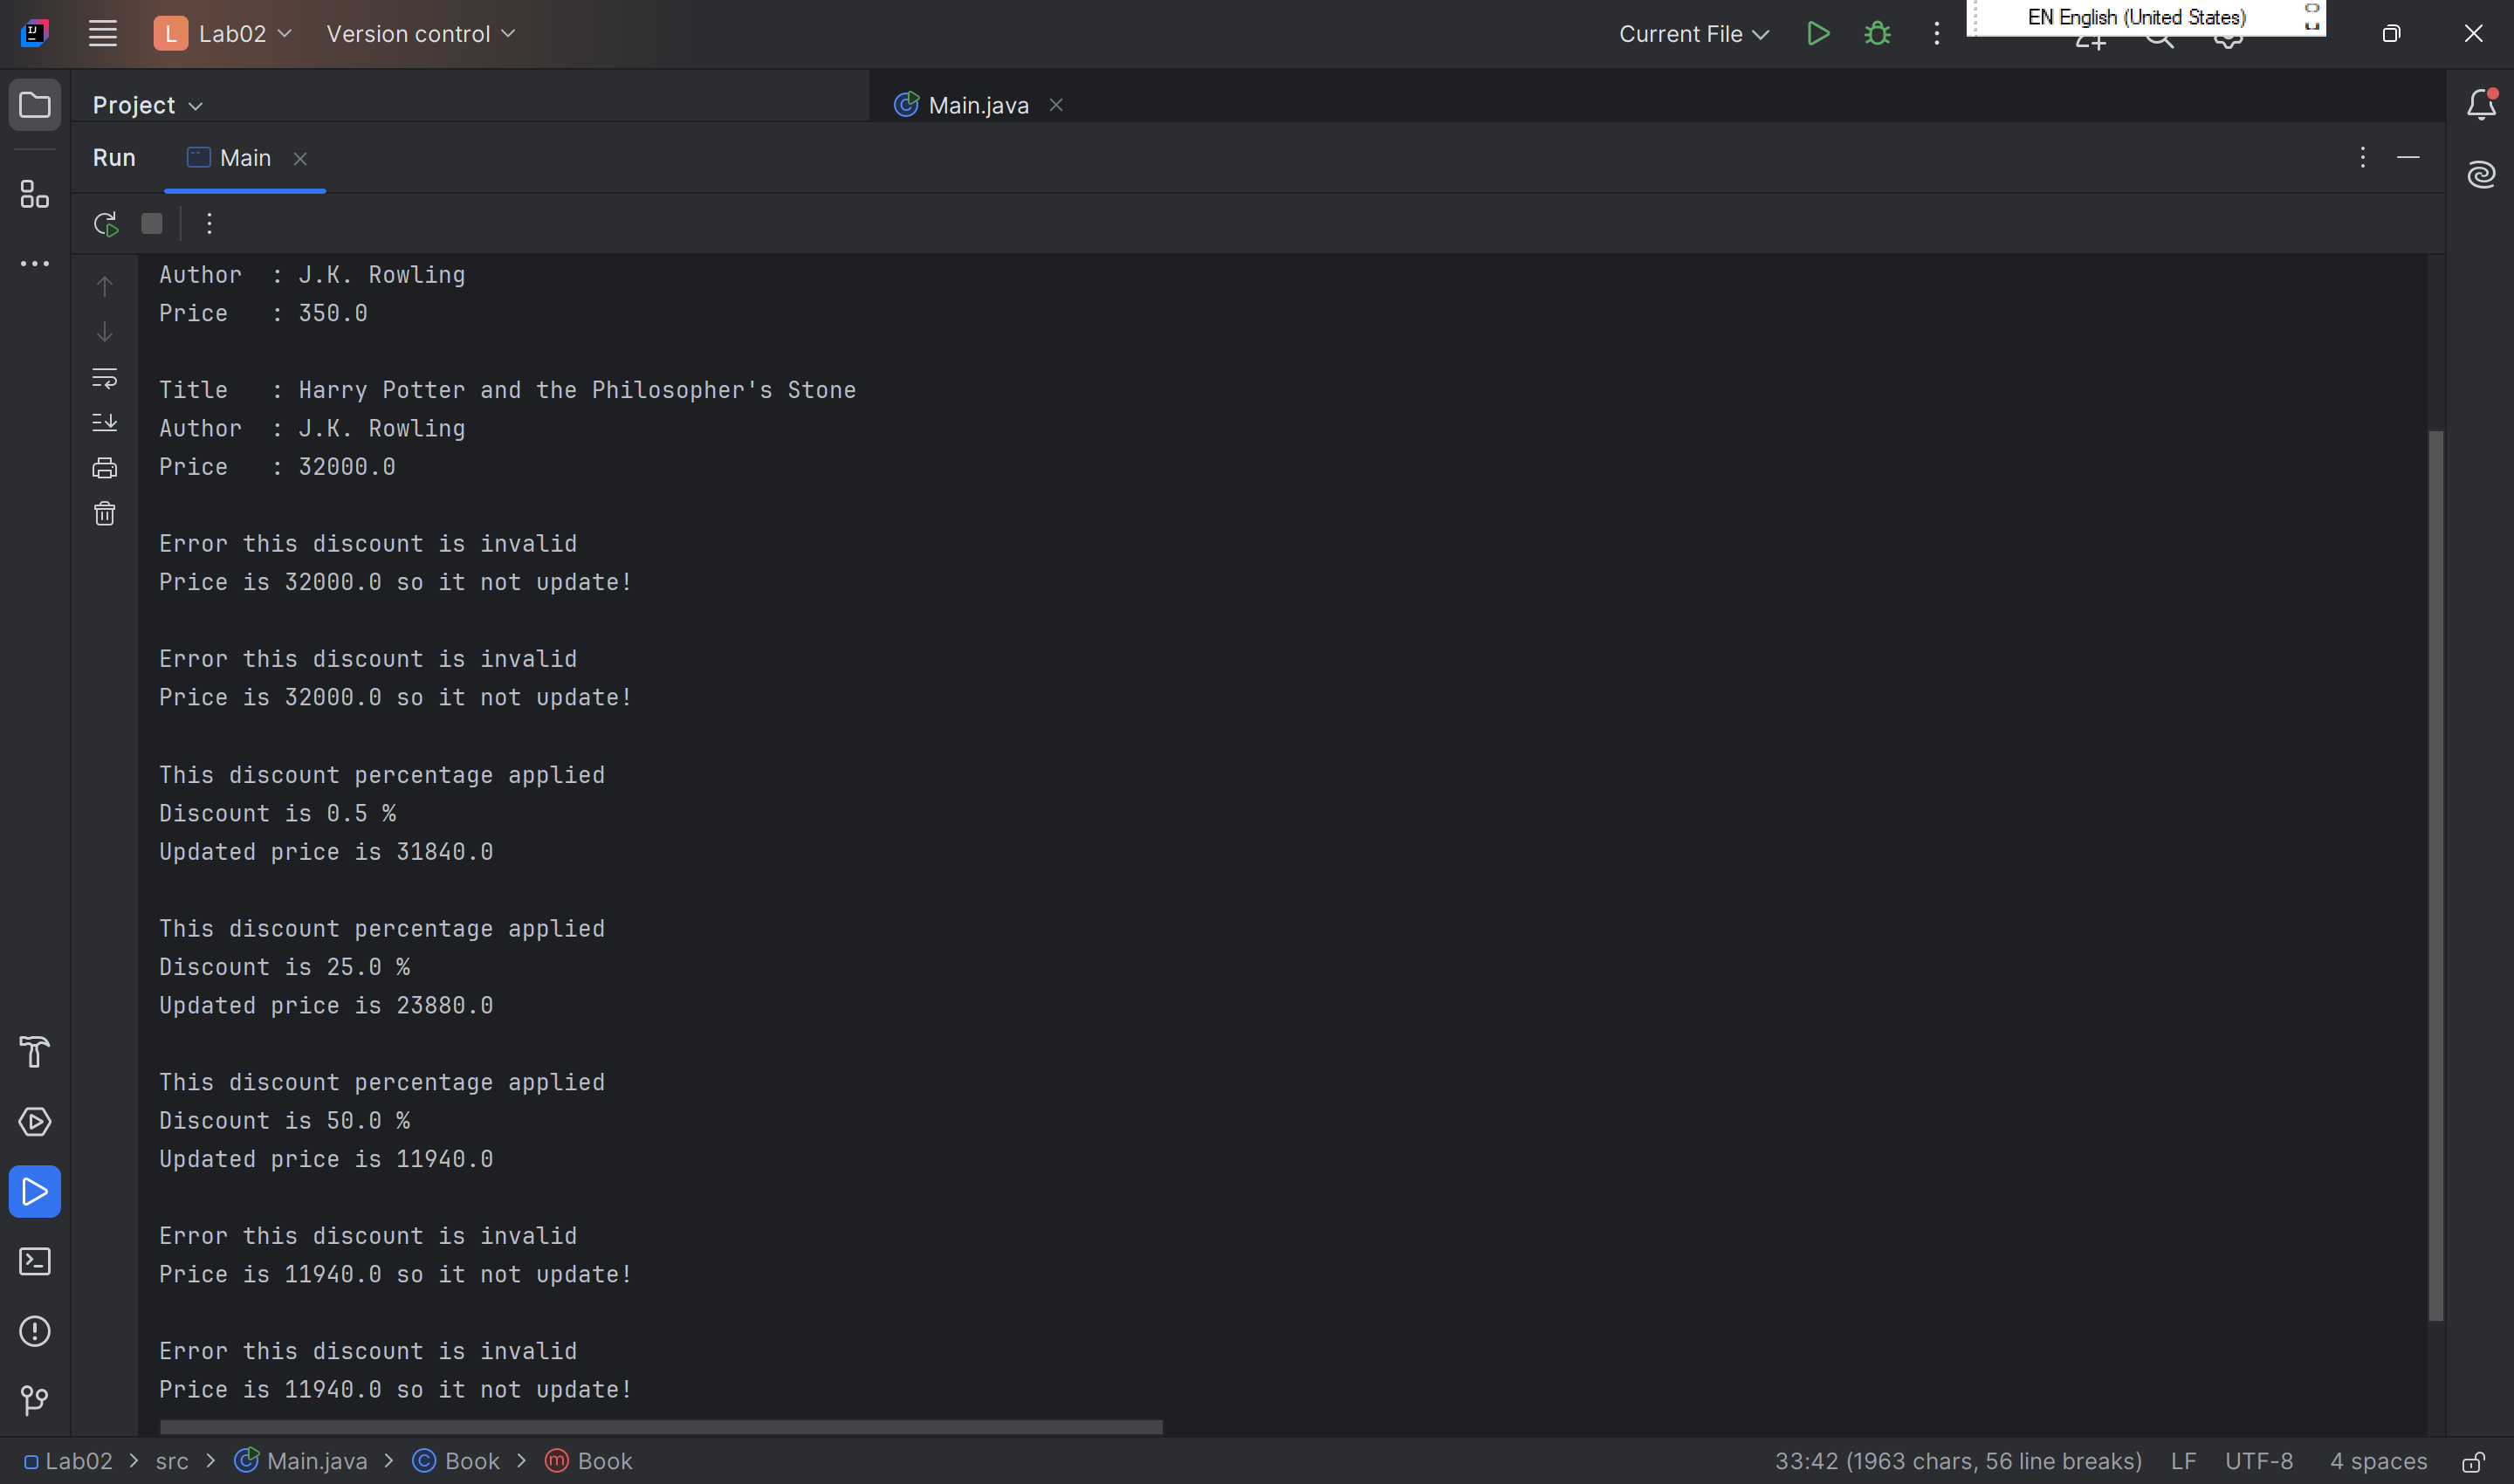 L Lab02 Version control Current File EN English (United States)
Project Main.java
Run Main
Author  : J.K. Rowling
Price   : 350.0
Title   : Harry Potter and the Philosopher's Stone
Author  : J.K. Rowling
Price   : 32000.0
Error this discount is invalid
Price is 32000.0 so it not update!
Error this discount is invalid
Price is 32000.0 so it not update!
This discount percentage applied
Discount is 0.5 %
Updated price is 31840.0
This discount percentage applied
Discount is 25.0 %
Updated price is 23880.0
This discount percentage applied
Discount is 50.0 %
Updated price is 11940.0
Error this discount is invalid
Price is 11940.0 so it not update!
Error this discount is invalid
Price is 11940.0 so it not update!
Lab02 > src > Main.java > Book > Book 33:42 (1963 chars, 56 line breaks) LF UTF-8 4 spaces